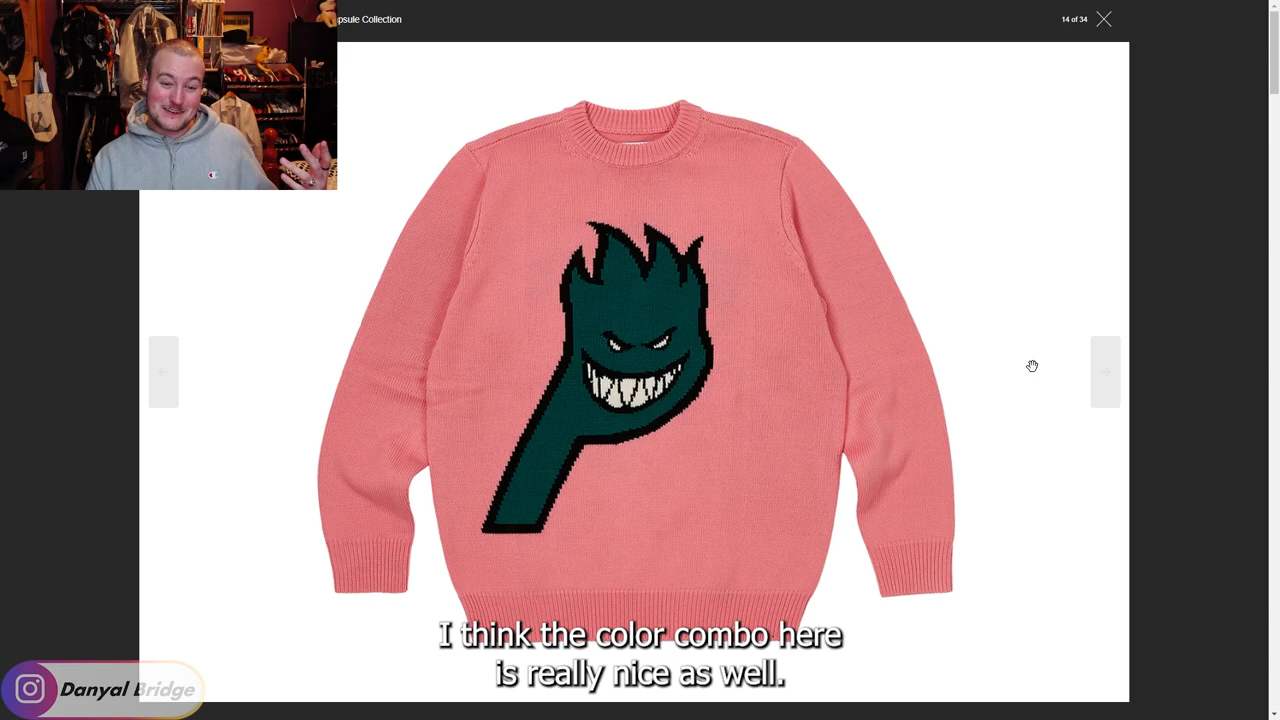 psule Collection
14 of 34
I think the color combo here
is really nice as well.
Danyal Bridge